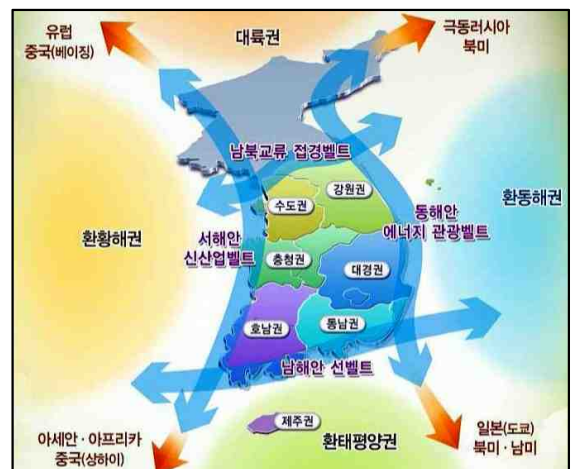 유럽
중국(베이징)
대륙권
극동러시아
북미
남북교류 접경벨트
수도권
강원권
환황해권
서해안
신산업벨트
충청권
대경권
동해안
에너지 관광벨트
환동해권
호남권
동남권
남해안 선벨트
제주권
아세안·아프리카
중국(상하이)
환태평양권
일본(도쿄)
북미·남미